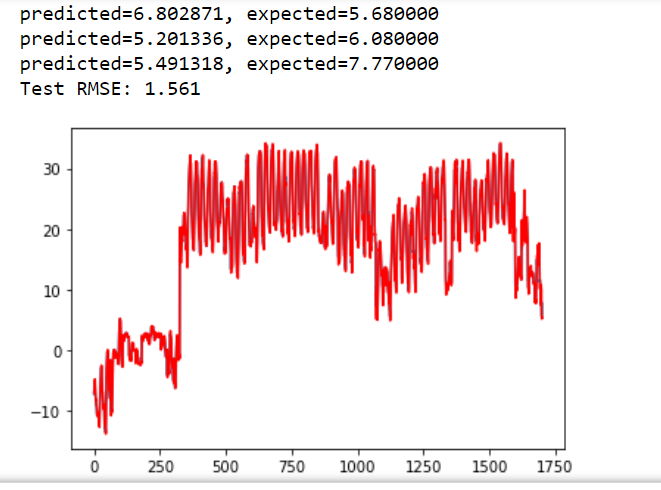 predicted=6.802871, expected=5.680000
predicted=5.201336, expected=6.080000
predicted=5.491318, expected=7.770000
Test RMSE: 1.561
30
20
10
0
−10
0 250 500 750 1000 1250 1500 1750